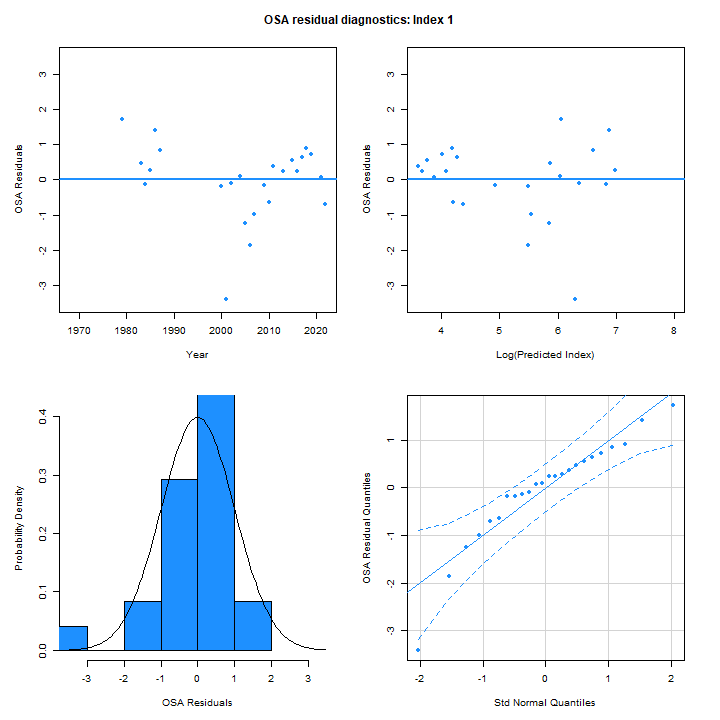 OSA residual diagnostics: Index 1
OSA Residuals
3
2
1
0
-1
-2
-3
1970 1980 1990 2000 2010 2020
Year
OSA Residuals
3
2
1
0
-1
-2
-3
4 5 6 7 8
Log(Predicted Index)
Probability Density
0.4
0.3
0.2
0.1
0.0
-3 -2 -1 0 1 2 3
OSA Residuals
OSA Residual Quantiles
1
0
-1
-2
-3
-2 -1 0 1 2
Std Normal Quantiles